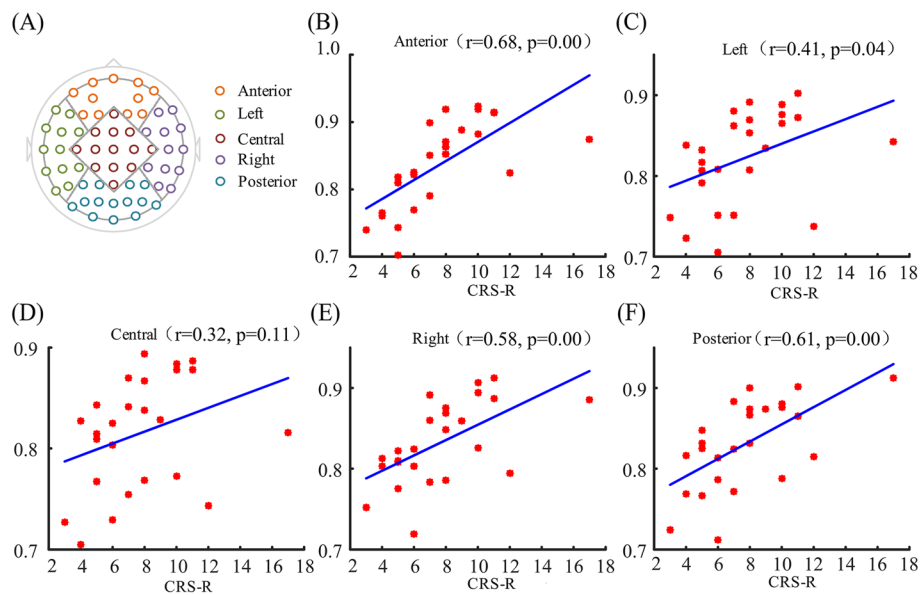 (A)
Anterior
Left
Central
Right
Posterior
(B)
Anterior (r=0.68, p=0.00)
1.0
0.9
0.8
0.7
2 4 6 8 10 12 14 16 18
CRS-R
(C)
Left (r=0.41, p=0.04)
0.9
0.8
0.7
2 4 6 8 10 12 14 16 18
CRS-R
(D)
Central (r=0.32, p=0.11)
0.9
0.8
0.7
2 4 6 8 10 12 14 16 18
CRS-R
(E)
Right (r=0.58, p=0.00)
0.9
0.8
0.7
2 4 6 8 10 12 14 16 18
CRS-R
(F)
Posterior (r=0.61, p=0.00)
0.9
0.8
0.7
2 4 6 8 10 12 14 16 18
CRS-R